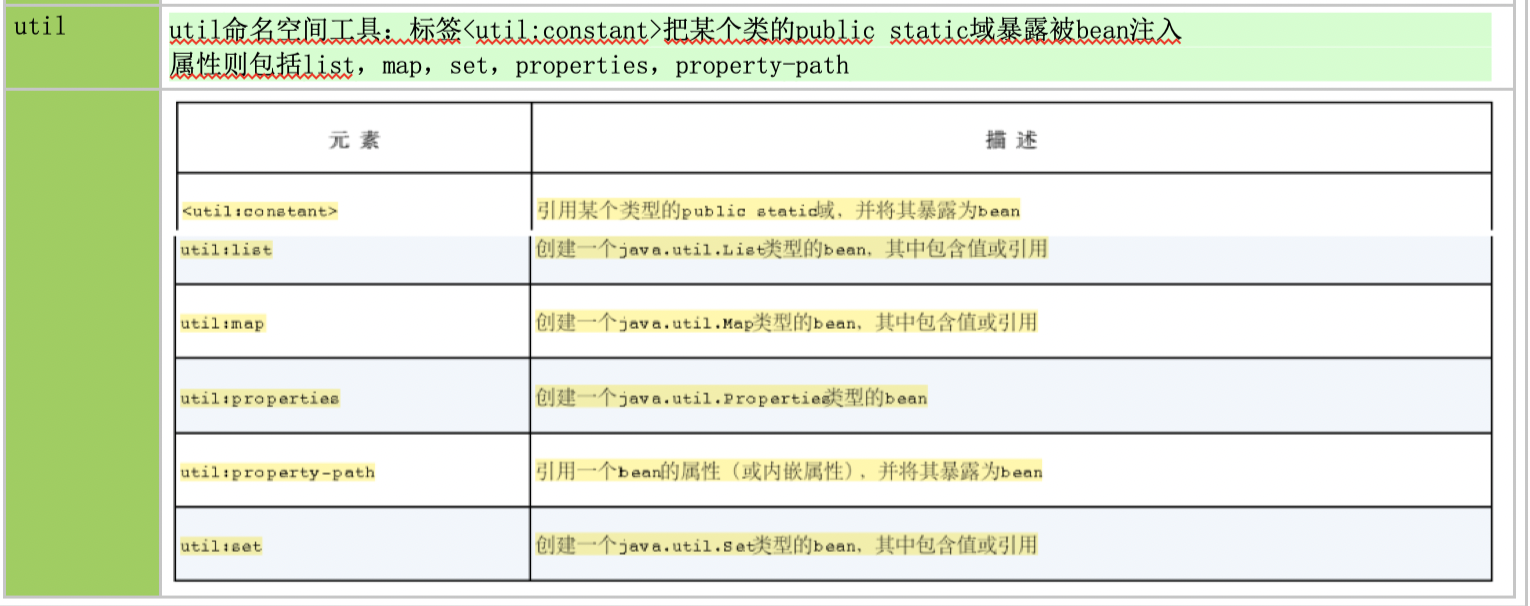 util
util命名空间工具：标签<util:constant>把某个类的public static域暴露被bean注入
属性则包括list，map，set，properties，property-path
元 素 描 述
<util:constant> 引用某个类型的public static域，并将其暴露为bean
util:list 创建一个java.util.List类型的bean，其中包含值或引用
util:map 创建一个java.util.Map类型的bean，其中包含值或引用
util:properties 创建一个java.util.Properties类型的bean
util:property-path 引用一个bean的属性（或内嵌属性），并将其暴露为bean
util:set 创建一个java.util.Set类型的bean，其中包含值或引用